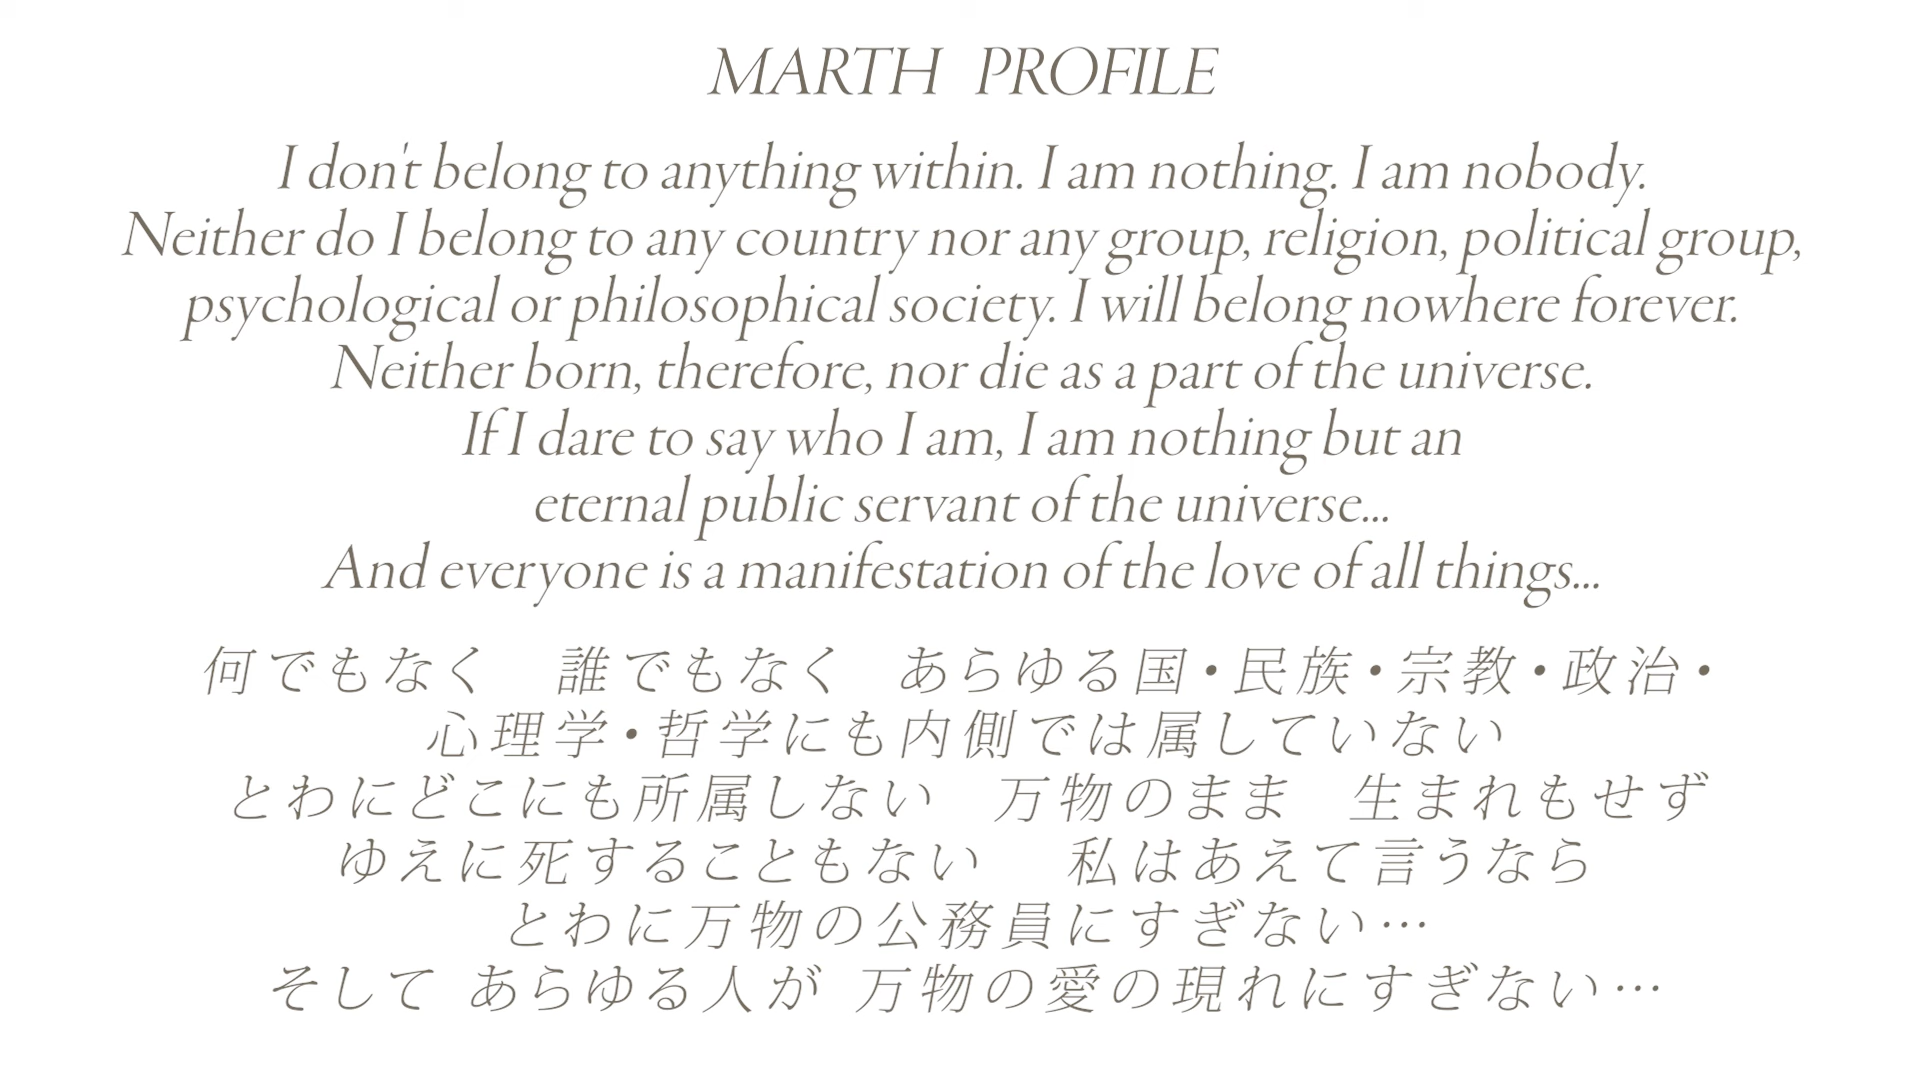 MARTH PROFILE
I don't belong to anything within. I am nothing. I am nobody.
Neither do I belong to any country nor any group, religion, political group,
psychological or philosophical society. I will belong nowhere forever.
Neither born, therefore, nor die as a part of the universe.
If I dare to say who I am, I am nothing but an
eternal public servant of the universe...
And everyone is a manifestation of the love of all things...
何でもなく　誰でもなく　あらゆる国・民族・宗教・政治・
心理学・哲学にも内側では属していない
とわにどこにも所属しない　万物のまま　生まれもせず
ゆえに死することもない　私はあえて言うなら
とわに万物の公務員にすぎない…
そして あらゆる人が 万物の愛の現れにすぎない…